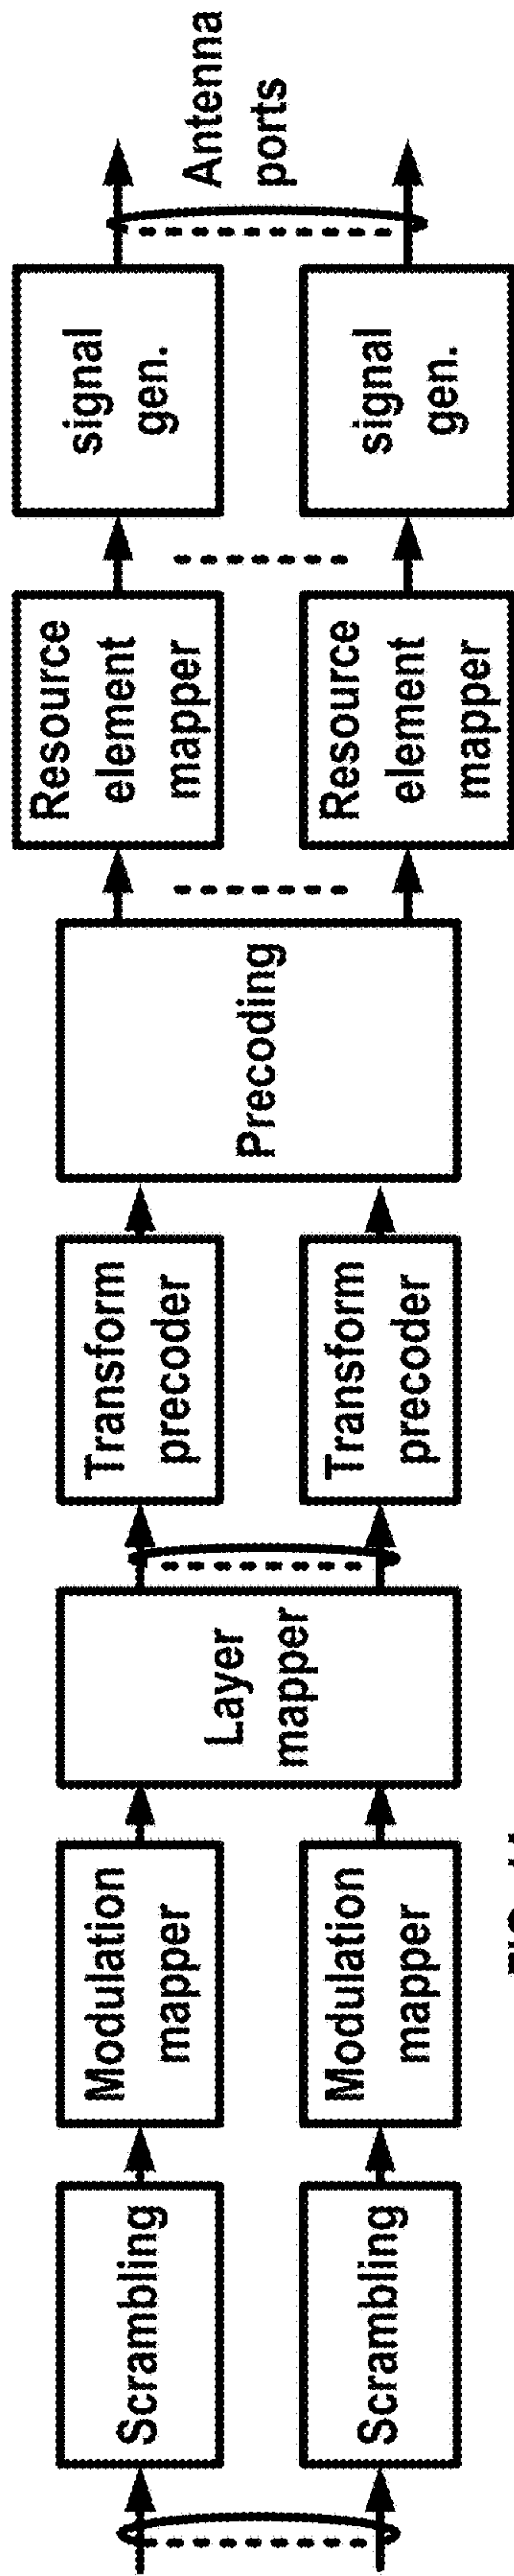 Scrambling
Scrambling
Modulation
mapper
Modulation
mapper
Layer
mapper
Transform
precoder
Transform
precoder
Precoding
Resource
element
mapper
Resource
element
mapper
signal
gen.
signal
gen.
Antenna
ports